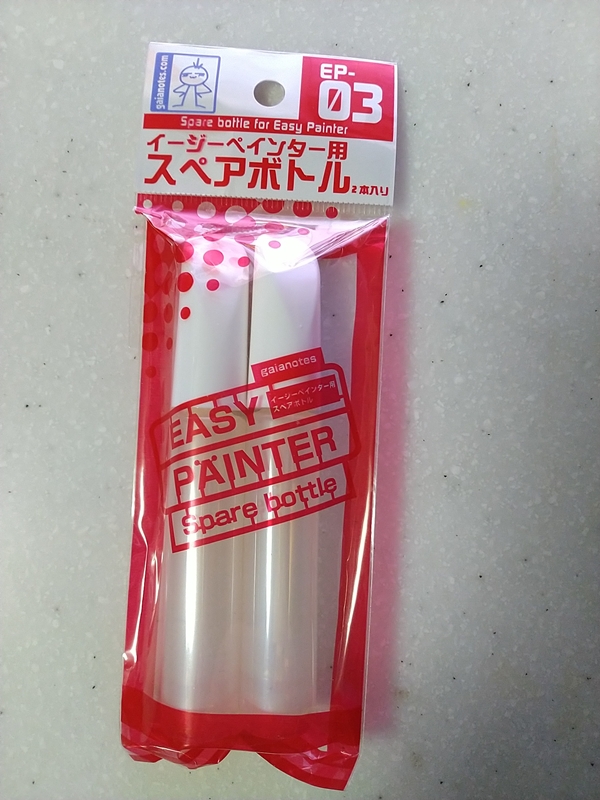 gaianotes.com
EP-
03
Spare bottle for Easy Painter
イージーペインター用
スペアボトル 2本入り
gaianotes
イージーペインター用
スペアボトル
EASY
PAINTER
Spare bottle